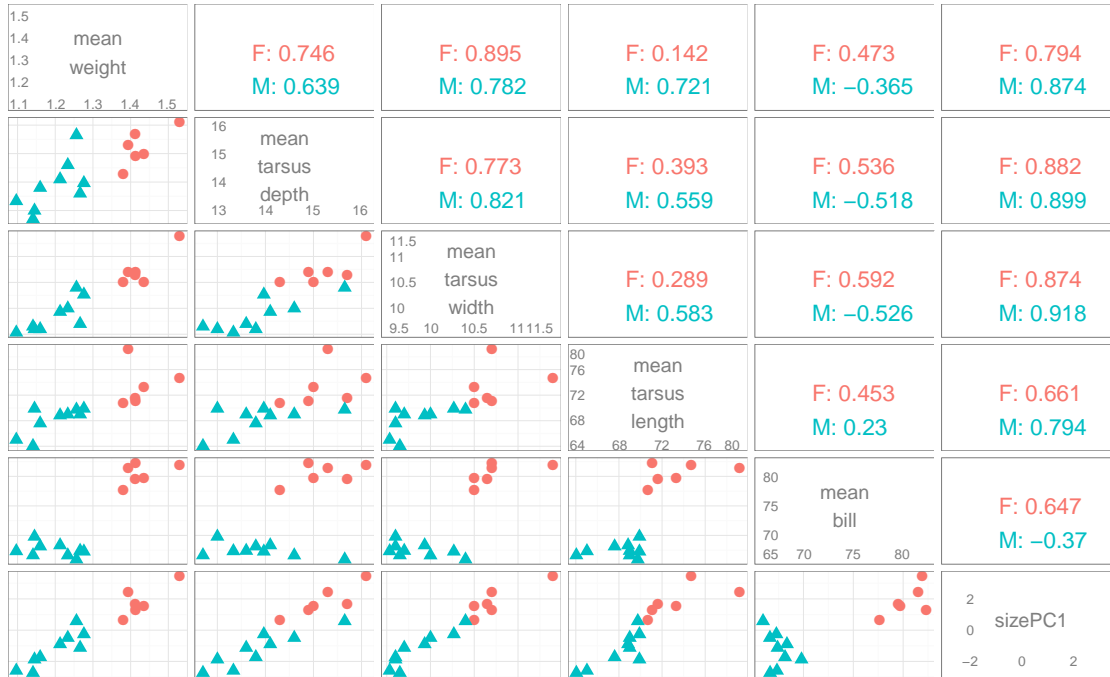 1.5
1.4
1.3
1.2
mean
weight
1.1 1.2 1.3 1.4 1.5
F: 0.746
M: 0.639
F: 0.895
M: 0.782
F: 0.142
M: 0.721
F: 0.473
M: −0.365
F: 0.794
M: 0.874
16
15
14
mean
tarsus
depth
13 14 15 16
F: 0.773
M: 0.821
F: 0.393
M: 0.559
F: 0.536
M: −0.518
F: 0.882
M: 0.899
11.5
11
10.5
10
mean
tarsus
width
9.5 10.0 10.5 11 11.5
F: 0.289
M: 0.583
F: 0.592
M: −0.526
F: 0.874
M: 0.918
80
76
72
68
64
mean
tarsus
length
68 72 76 80
F: 0.453
M: 0.23
F: 0.661
M: 0.794
80
75
70
65
mean
bill
70 75 80
F: 0.647
M: −0.37
2
0
−2
sizePC1
0 2